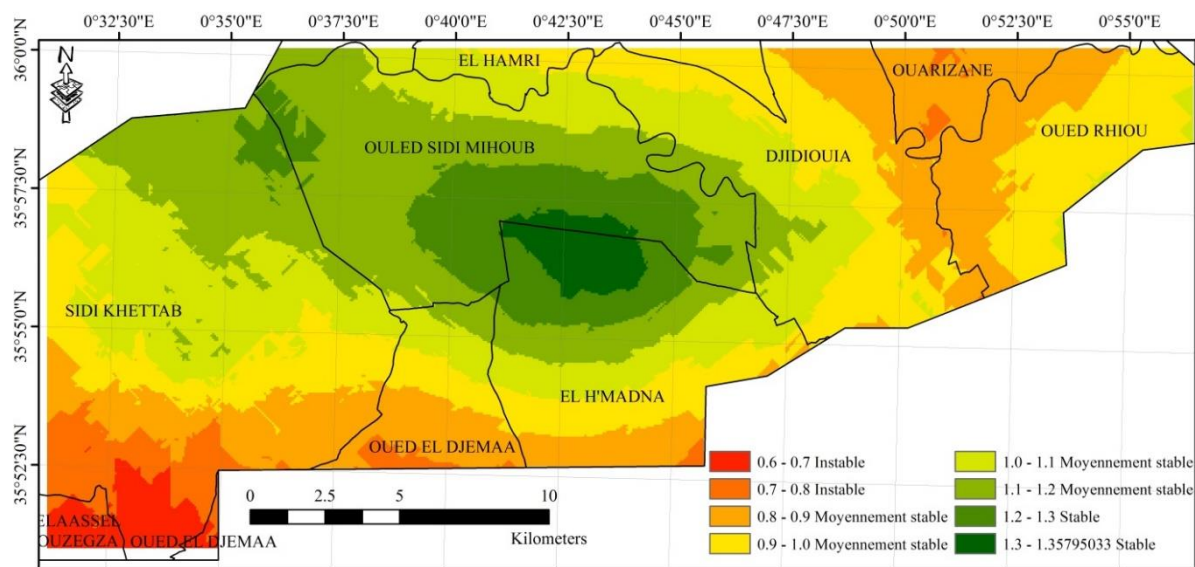 0°32'30"E 0°35'0"E 0°37'30"E 0°40'0"E 0°42'30"E 0°45'0"E 0°47'30"E 0°50'0"E 0°52'30"E 0°55'0"E
36°0'0"N
N
EL HAMRI
OUARIZANE
OUED RHIOU
OULED SIDI MIHOUB
DJIDIOUIA
35°57'30"N
SIDI KHETTAB
35°55'0"N
EL H'MADNA
OUED EL DJEMAA
35°52'30"N
ELAASSEL
OUZEGZA
OUED EL DJEMAA
0 2.5 5 10
Kilometers
0.6 - 0.7 Instable
0.7 - 0.8 Instable
0.8 - 0.9 Moyennement stable
0.9 - 1.0 Moyennement stable
1.0 - 1.1 Moyennement stable
1.1 - 1.2 Moyennement stable
1.2 - 1.3 Stable
1.3 - 1.35795033 Stable